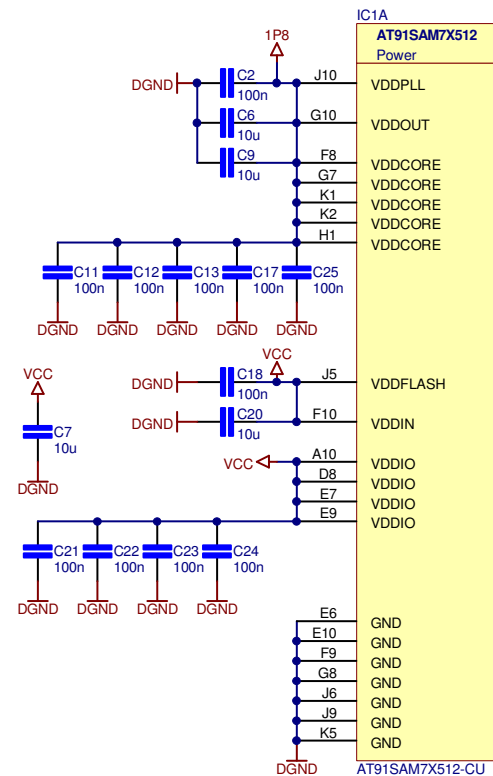 IC1A
AT91SAM7X512
Power
1P8
DGND
C2
100n
J10
VDDPLL
C6
10u
G10
VDDOUT
C9
10u
F8
VDDCORE
G7
VDDCORE
K1
VDDCORE
K2
VDDCORE
H1
VDDCORE
C11
100n
C12
100n
C13
100n
C17
100n
C25
100n
DGND
DGND
DGND
DGND
DGND
VCC
DGND
C18
100n
J5
VDDFLASH
DGND
C20
10u
F10
VDDIN
VCC
C7
10u
DGND
VCC
A10
VDDIO
D8
VDDIO
E7
VDDIO
E9
VDDIO
C21
100n
C22
100n
C23
100n
C24
100n
DGND
DGND
DGND
DGND
E6
GND
E10
GND
F9
GND
G8
GND
J6
GND
J9
GND
K5
GND
DGND
AT91SAM7X512-CU